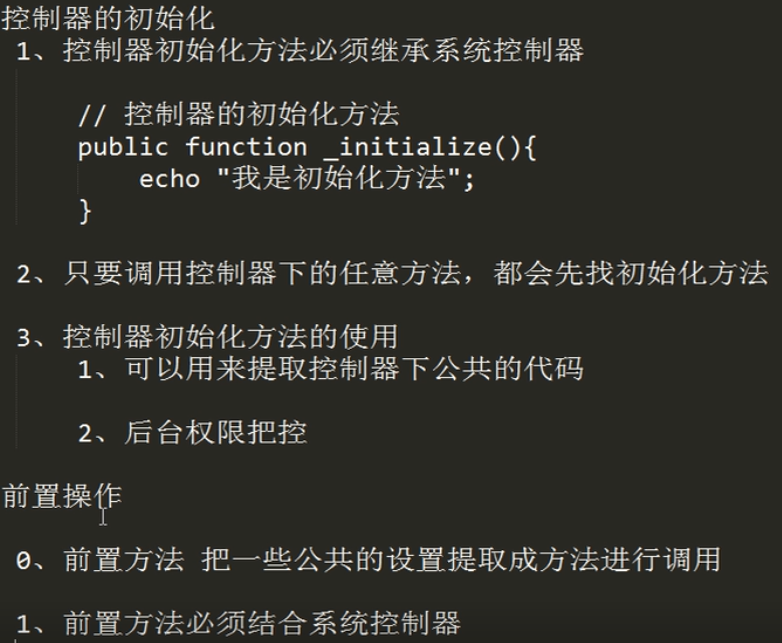 控制器的初始化
1、控制器初始化方法必须继承系统控制器
// 控制器的初始化方法
public function _initialize(){
echo "我是初始化方法";
}
2、只要调用控制器下的任意方法，都会先找初始化方法
3、控制器初始化方法的使用
1、可以用来提取控制器下公共的代码
2、后台权限把控
前置操作
0、前置方法 把一些公共的设置提取成方法进行调用
1、前置方法必须结合系统控制器